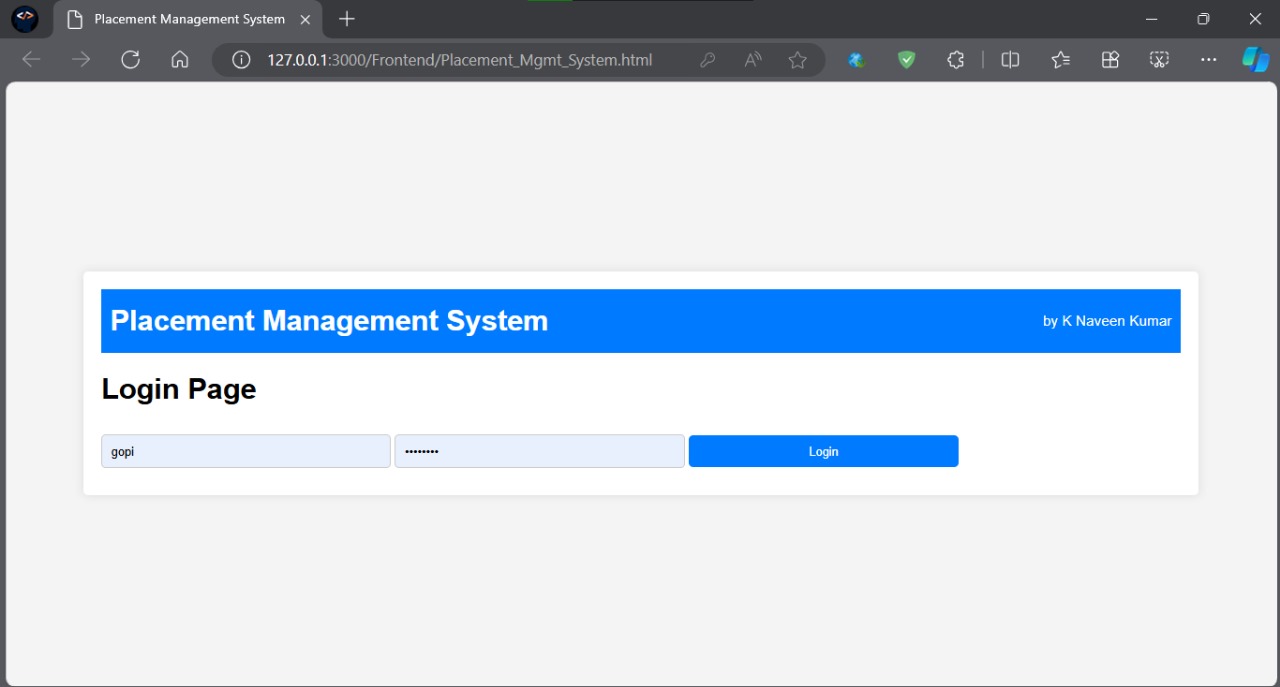 Placement Management System
127.0.0.1:3000/Frontend/Placement_Mgmt_System.html
Placement Management System
by K Naveen Kumar
Login Page
gopi
••••••••
Login